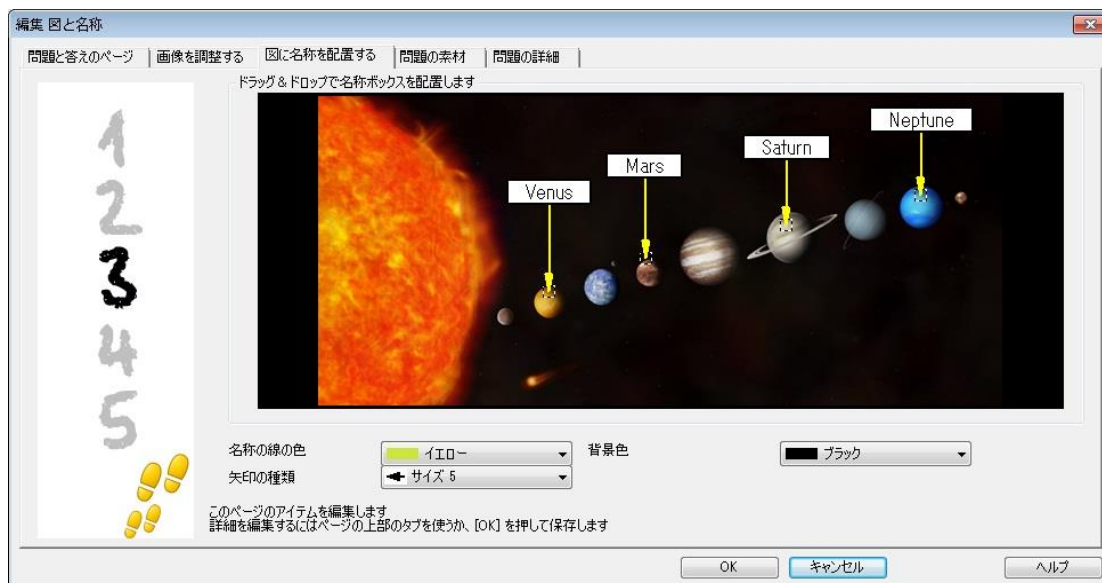 編集 図と名称
問題と答えのページ
画像を調整する
図に名称を配置する
問題の素材
問題の詳細
ドラッグ&ドロップで名称ボックスを配置します
Neptune
Saturn
Mars
Venus
1
2
3
4
5
名称の線の色
イエロー
背景色
ブラック
矢印の種類
サイズ 5
このページのアイテムを編集します
詳細を編集するにはページの上部のタブを使うか、[OK] を押して保存します
OK
キャンセル
ヘルプ